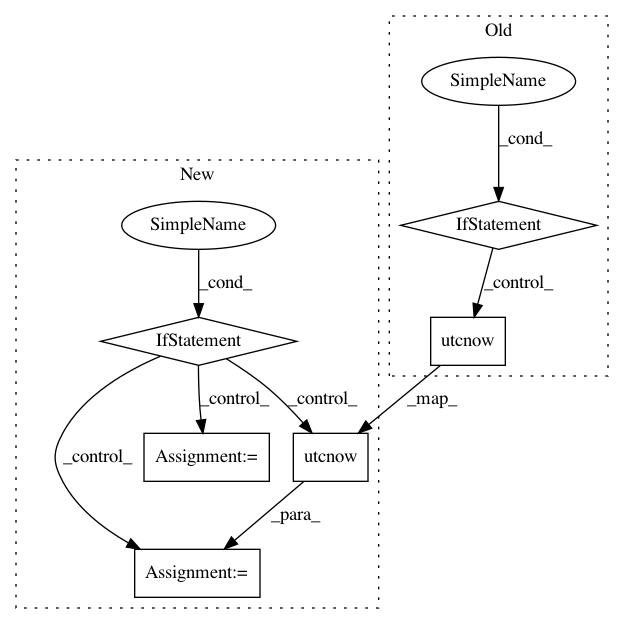 Old
SimpleName
_cond_
New
SimpleName
IfStatement
_cond_
_control_
IfStatement
utcnow
_control_
_control_
_control_
_map_
Assignment:=
utcnow
_para_
Assignment:=